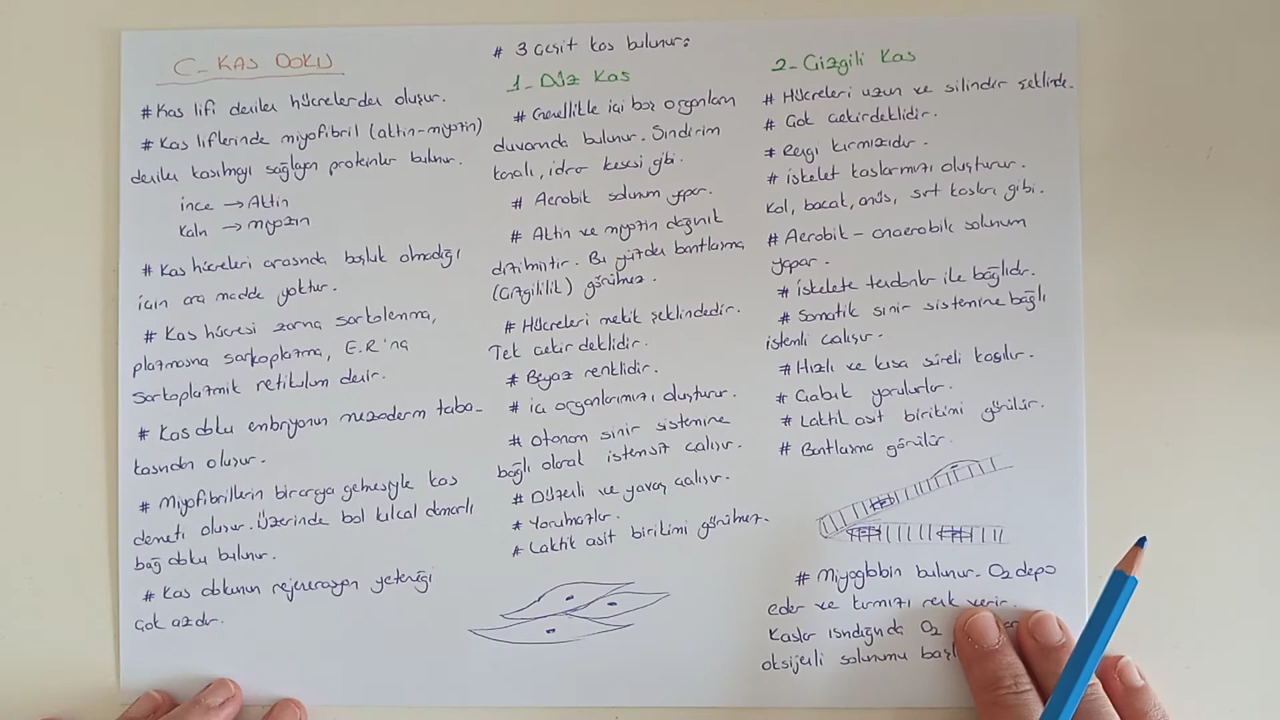 C- KAS DOKU
# Kas lifi denilen hücrelerden oluşur.
# Kas liflerinde miyofibril (aktin-miyozin)
denilen kasılmayı sağlayan proteinler bulunur.
ince → Aktin
Kalın → miyozin
# Kas hücreleri arasında boşluk olmadığı
için ara madde yoktur.
# Kas hücresi zarına sarkolemma,
plazmasına sarkoplazma, E.R'na
Sarkoplazmik retikulum denir.
# Kas doku embriyonun mezoderm taba-
kasından oluşur.
# Miyofibrillerin biraraya gelmesiyle kas
demeti oluşur. Üzerinde bol kılcal damarlı
bağ doku bulunur.
# Kas dokunun rejenerasyon yeteneği
çok azdır.
# 3 çeşit kas bulunur:
1- Düz Kas
# Genellikle içi boş organların
duvarında bulunur. Sindirim
kanalı, idrar kesesi gibi.
# Aerobik solunum yapar.
# Aktin ve miyozin dağınık
dizilmiştir. Bu yüzden bantlaşma
(Çizgililik) görülmez.
# Hücreleri mekik şeklindedir.
Tek çekirdeklidir.
# Beyaz renklidir.
# iç organlarımızı oluşturur.
# Otonom sinir sistemine
bağlı olarak istemsiz çalışır.
# Düzenli ve yavaş çalışır.
# Yorulmazlar.
# Laktik asit birikimi görülmez.
2- Çizgili Kas
# Hücreleri uzun ve silindir şeklinde.
# Çok çekirdeklidir.
# Rengi kırmızıdır.
# iskelet kaslarımızı oluşturur.
Kol, bacak, anüs, sırt kasları gibi.
# Aerobik - anaerobik solunum
yapar.
# iskelete tendonlar ile bağlıdır.
# Somatik sinir sistemine bağlı
istemli çalışır.
# Hızlı ve kısa süreli kasılır.
# Çabuk yorulurlar.
# Laktik asit birikimi görülür.
# Bantlaşma görülür.
# Miyoglobin bulunur. O2 depo
eder ve kırmızı renk verir.
Kaslar ısındığında O2
oksijenli solunumu